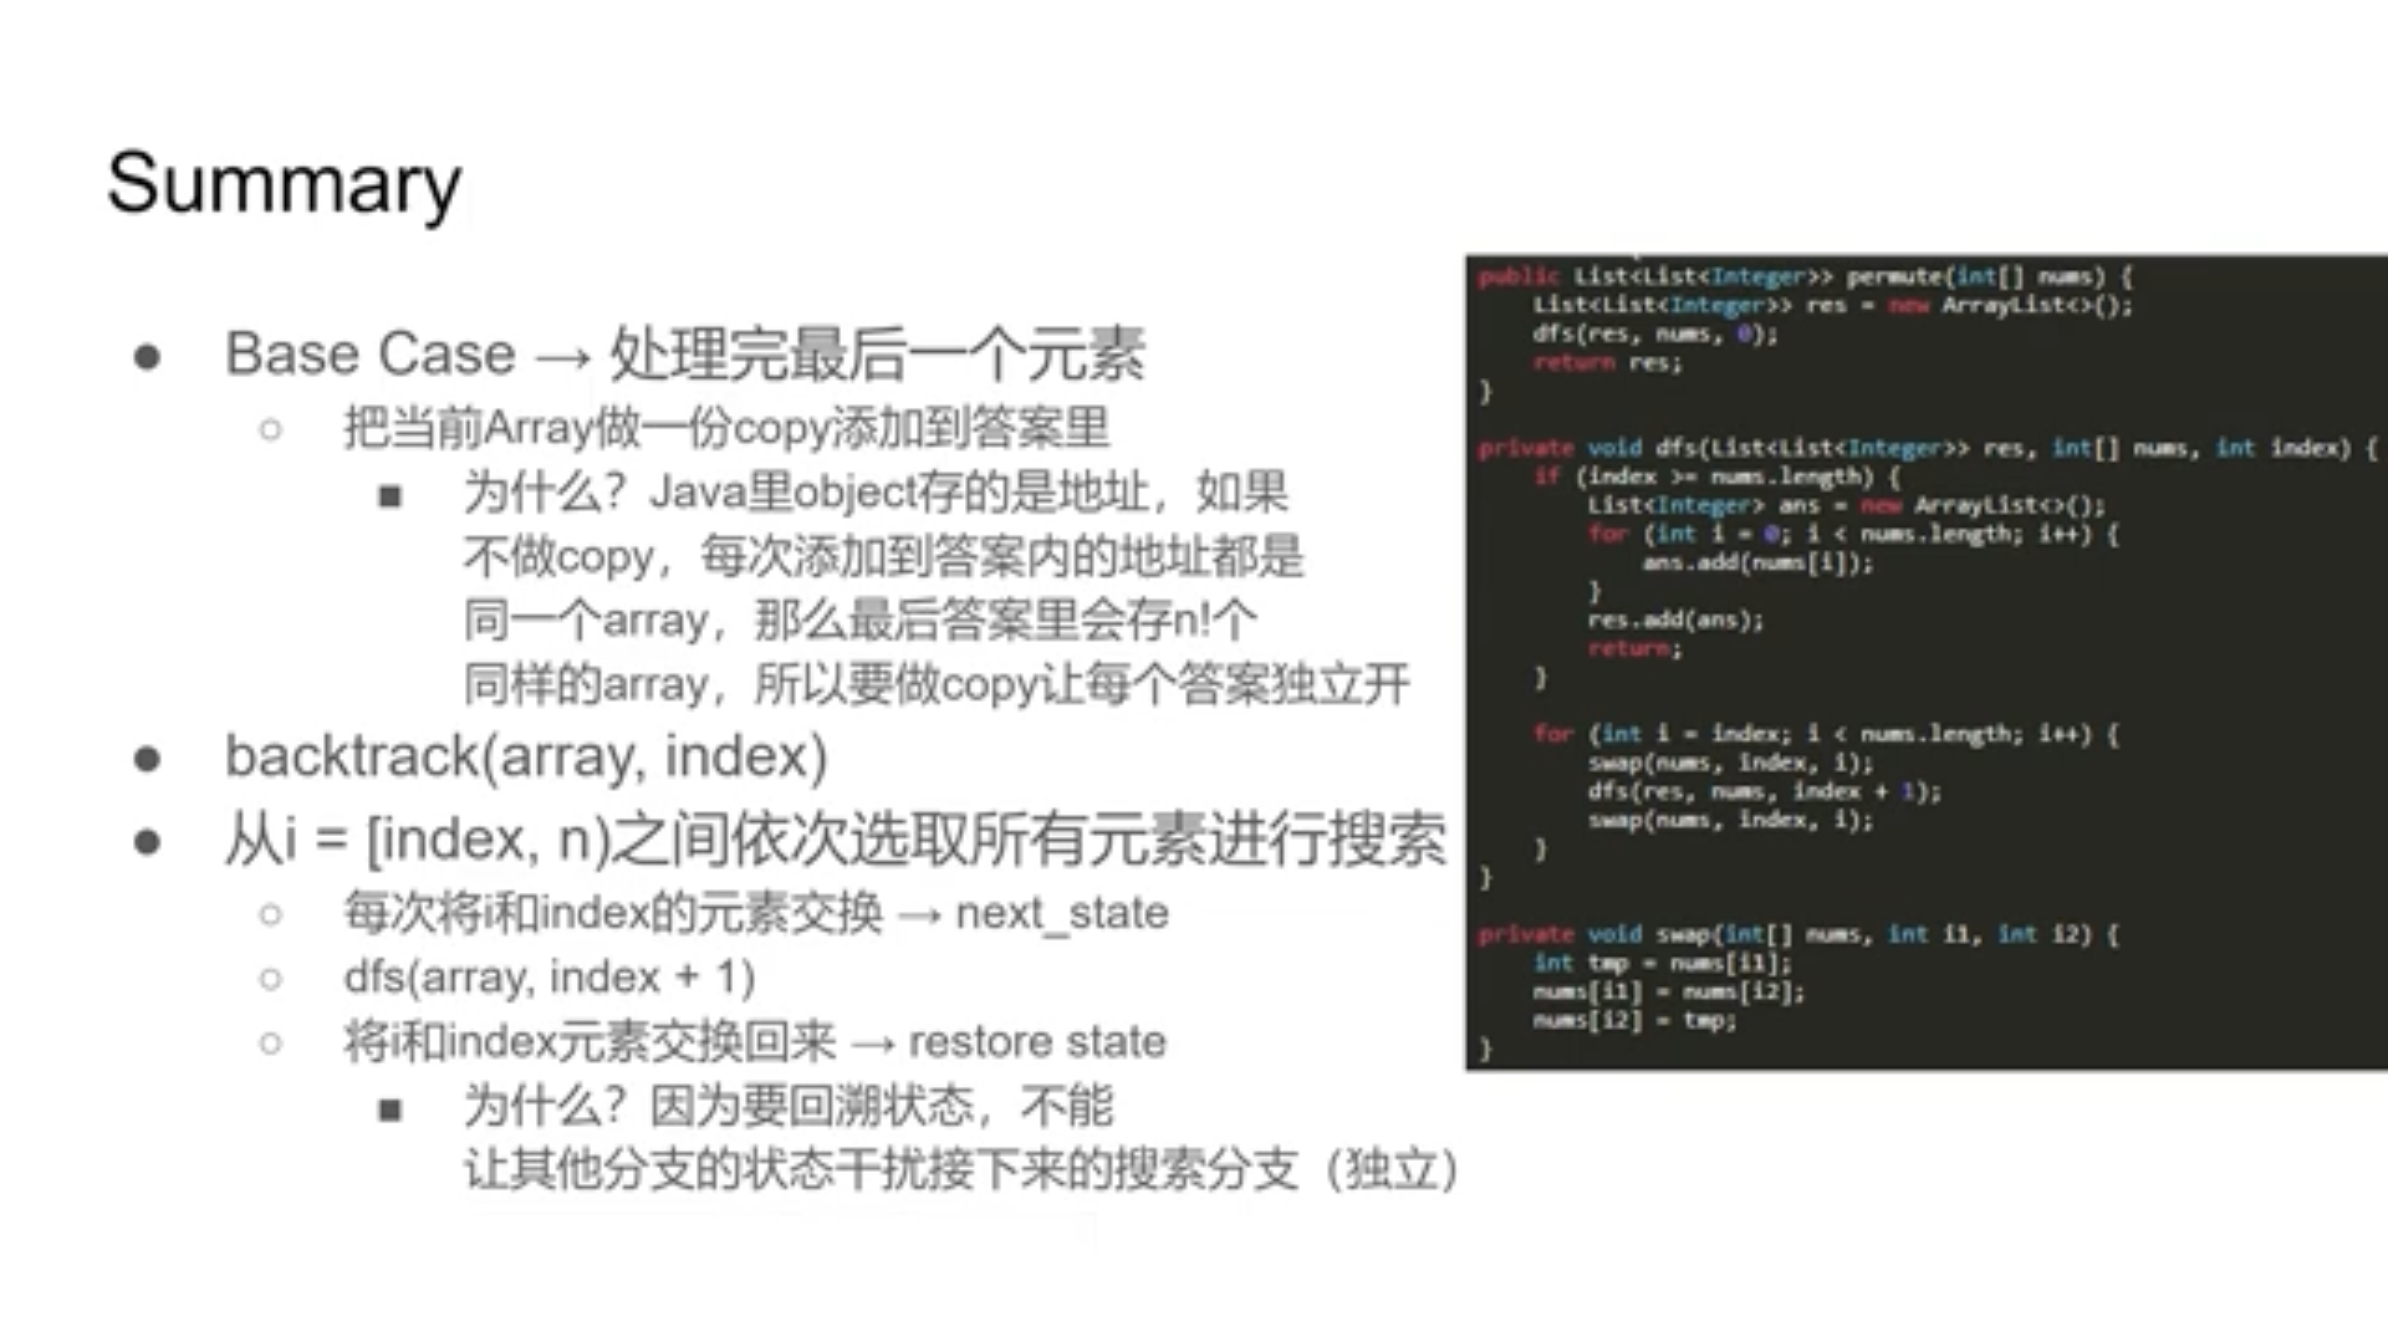 Summary
● Base Case → 处理完最后一个元素
○ 把当前Array做一份copy添加到答案里
■ 为什么？Java里object存的是地址，如果
不做copy，每次添加到答案内的地址都是
同一个array，那么最后答案里会存n!个
同样的array，所以要做copy让每个答案独立开
● backtrack(array, index)
● 从i = [index, n)之间依次选取所有元素进行搜索
○ 每次将i和index的元素交换 → next_state
○ dfs(array, index + 1)
○ 将i和index元素交换回来 → restore state
■ 为什么？因为要回溯状态，不能
让其他分支的状态干扰接下来的搜索分支（独立）
public List<List<Integer>> permute(int[] nums) {
    List<List<Integer>> res = new ArrayList<>();
    dfs(res, nums, 0);
    return res;
}
private void dfs(List<List<Integer>> res, int[] nums, int index) {
    if (index >= nums.length) {
        List<Integer> ans = new ArrayList<>();
        for (int i = 0; i < nums.length; i++) {
            ans.add(nums[i]);
        }
        res.add(ans);
        return;
    }
    for (int i = index; i < nums.length; i++) {
        swap(nums, index, i);
        dfs(res, nums, index + 1);
        swap(nums, index, i);
    }
}
private void swap(int[] nums, int i1, int i2) {
    int tmp = nums[i1];
    nums[i1] = nums[i2];
    nums[i2] = tmp;
}